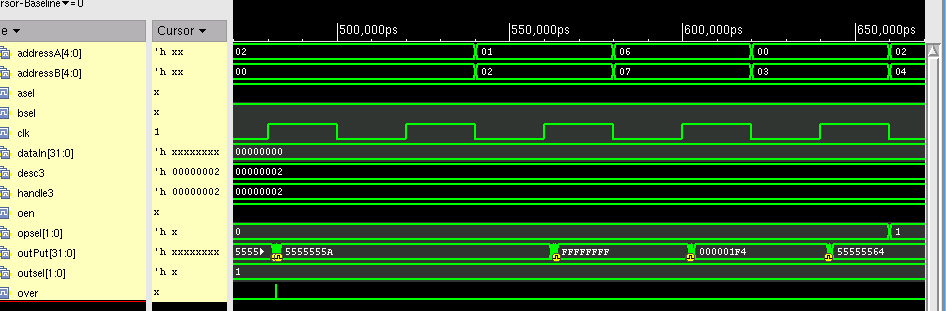 rsor-Baseline▼=0
e ▼ Cursor ▼ 500,000ps 550,000ps 600,000ps 650,000ps
addressA[4:0] 'h xx 02 01 06 00 02
addressB[4:0] 'h xx 00 02 07 03 04
asel x
bsel x
clk 1
dataIn[31:0] 'h xxxxxxxx 00000000
desc3 'h 00000002 00000002
handle3 'h 00000002 00000002
oen x
opsel[1:0] 'h x 0 1
outPut[31:0] 'h xxxxxxxx 5555▶ 5555555A FFFFFFFF 000001F4 55555564
outsel[1:0] 'h x 1
over x